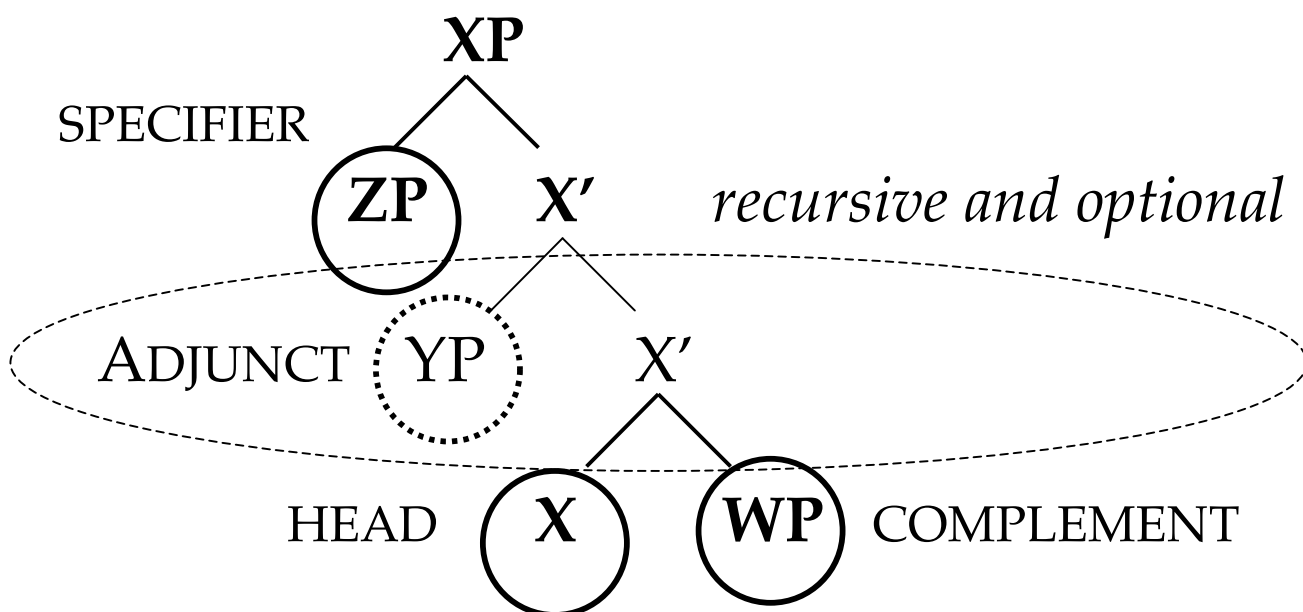 XP
SPECIFIER
ZP X′ recursive and optional
ADJUNCT YP X′
HEAD X WP COMPLEMENT